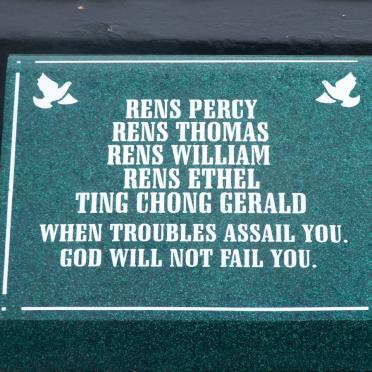 RENS PERCY
RENS THOMAS
RENS WILLIAM
RENS ETHEL
TING CHONG GERALD
WHEN TROUBLES ASSAIL YOU.
GOD WILL NOT FAIL YOU.